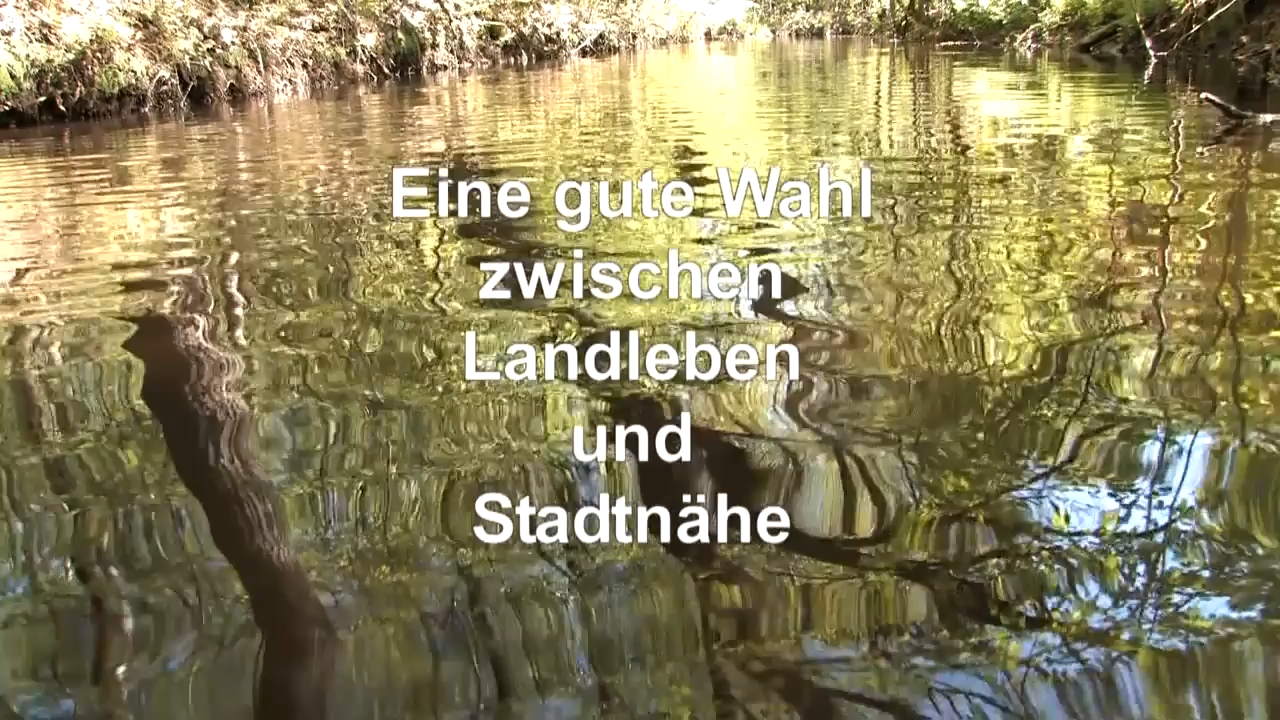 Eine gute Wahl
zwischen
Landleben
und
Stadtnähe